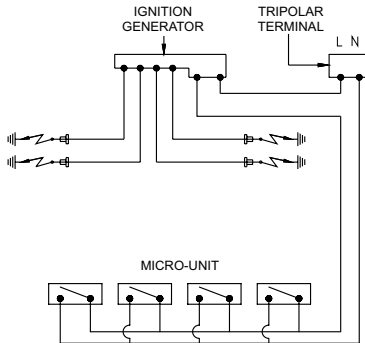 IGNITION
GENERATOR
TRIPOLAR
TERMINAL
L N
MICRO-UNIT